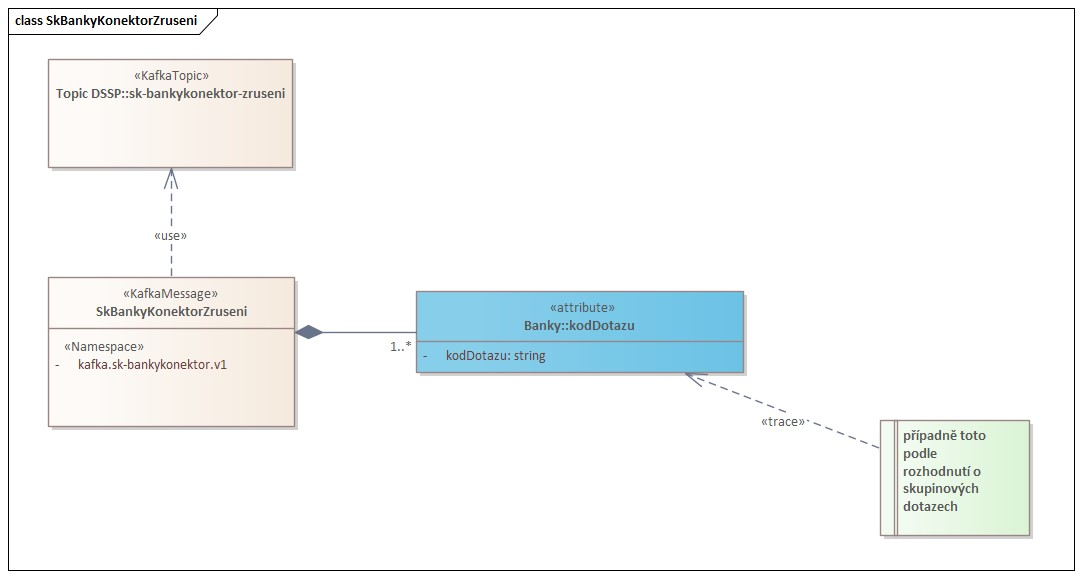 class SkBankyKonektorZruseni
«KafkaTopic»
Topic DSSP::sk-bankykonektor-zruseni
«use»
«KafkaMessage»
SkBankyKonektorZruseni
«Namespace»
- kafka.sk-bankykonektor.v1
1..*
«attribute»
Banky::kodDotazu
- kodDotazu: string
«trace»
případně toto
podle
rozhodnutí o
skupinových
dotazech